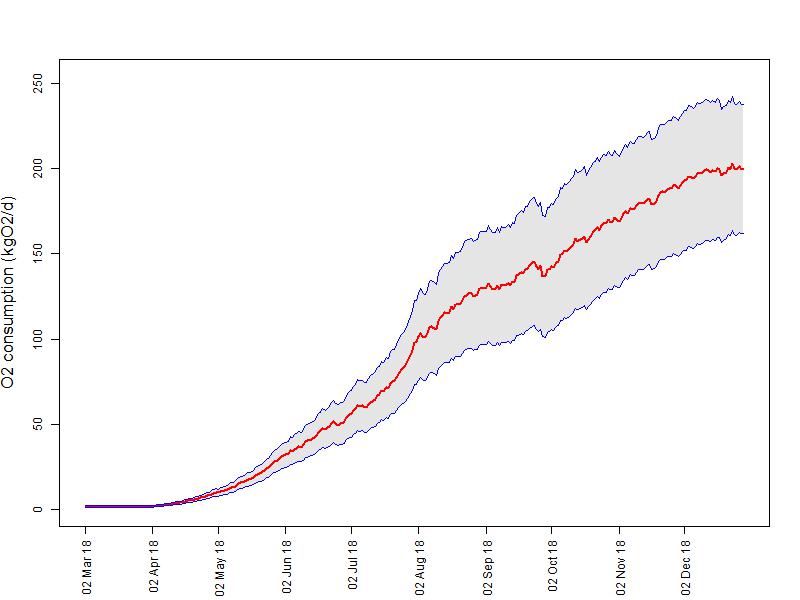 O2 consumption (kgO2/d)
250
200
150
100
50
0
02 Mar 18
02 Apr 18
02 May 18
02 Jun 18
02 Jul 18
02 Aug 18
02 Sep 18
02 Oct 18
02 Nov 18
02 Dec 18